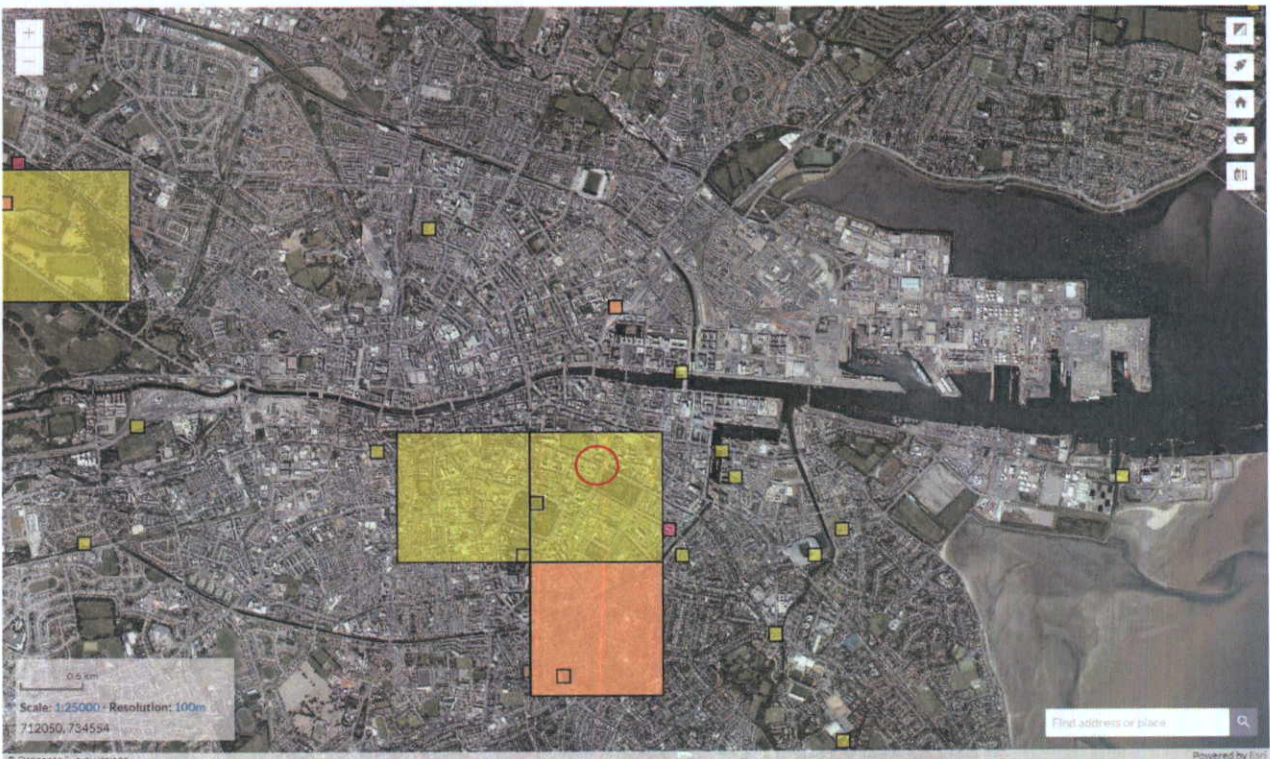 +
−
0.6 km
Scale: 1:25000 - Resolution: 100m
712050, 734554
Find address or place
Powered by Esri